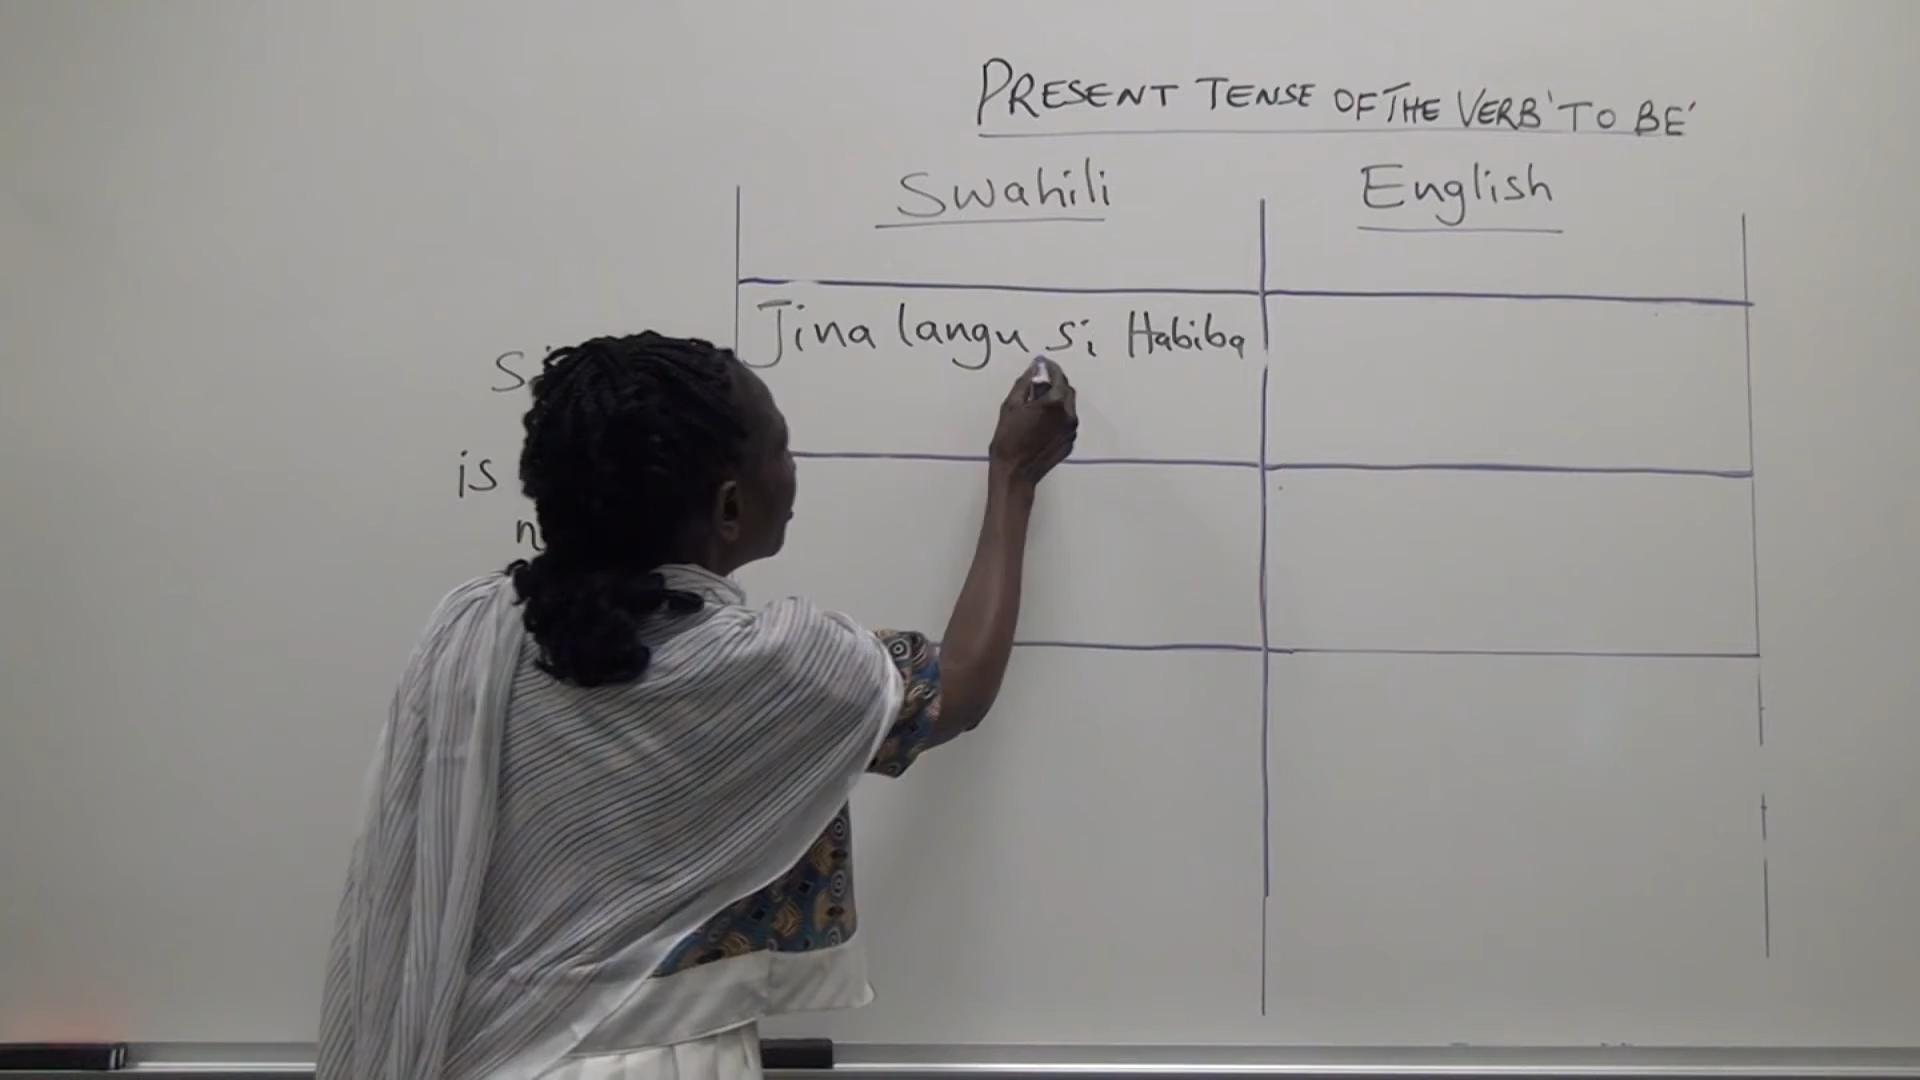 PRESENT TENSE OF THE VERB 'TO BE'
Swahili English
Jina langu si Habiba
is